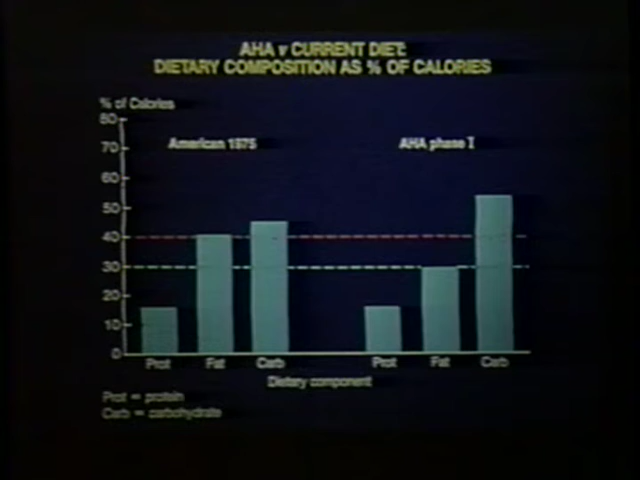 AHA v CURRENT DIET:
DIETARY COMPOSITION AS % OF CALORIES
% of Calories
80
American 1975 AHA phase I
70
60
50
40
30
20
10
0
Prot Fat Carb Prot Fat Carb
Dietary component
Prot = protein
Carb = carbohydrate